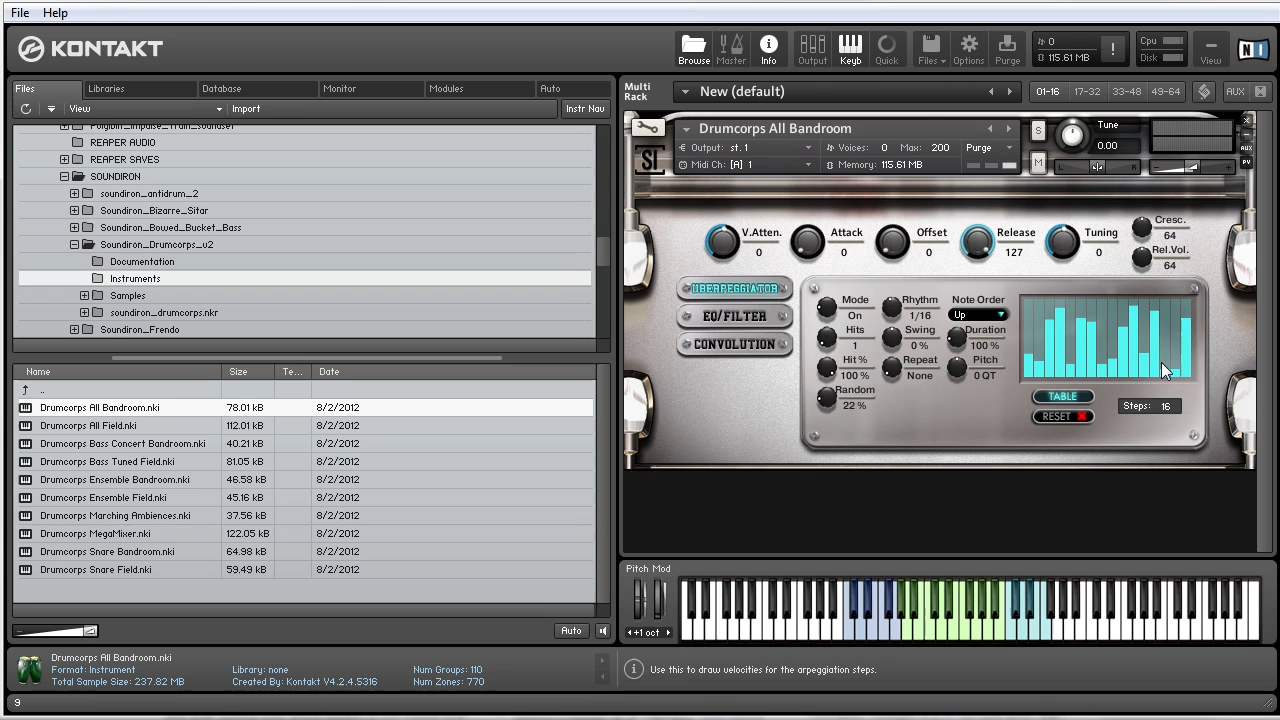 File Help
KONTAKT
Browse Master Info Output Keyb Quick Files Options Purge
0
115.61 MB
!
Cpu
Disk
View
NI
Files Libraries Database Monitor Modules Auto
View Import Instr Nav
REAPER AUDIO
REAPER SAVES
SOUNDIRON
soundiron_antidrum_2
Soundiron_Bizarre_Sitar
Soundiron_Bowed_Bucket_Bass
Soundiron_Drumcorps_v2
Documentation
Instruments
Samples
soundiron_drumcorps.nkr
Soundiron_Frendo
Name Size Te... Date
..
Drumcorps All Bandroom.nki 78.01 kB 8/2/2012
Drumcorps All Field.nki 112.01 kB 8/2/2012
Drumcorps Bass Concert Bandroom.nki 40.21 kB 8/2/2012
Drumcorps Bass Tuned Field.nki 81.05 kB 8/2/2012
Drumcorps Ensemble Bandroom.nki 46.58 kB 8/2/2012
Drumcorps Ensemble Field.nki 45.16 kB 8/2/2012
Drumcorps Marching Ambiences.nki 37.56 kB 8/2/2012
Drumcorps MegaMixer.nki 122.05 kB 8/2/2012
Drumcorps Snare Bandroom.nki 64.98 kB 8/2/2012
Drumcorps Snare Field.nki 59.49 kB 8/2/2012
Auto
Drumcorps All Bandroom.nki
Format: Instrument Library: none Num Groups: 110
Total Sample Size: 237.82 MB Created By: Kontakt V4.2.4.5316 Num Zones: 770
9
Multi Rack
New (default)
01-16 17-32 33-48 49-64 AUX
Drumcorps All Bandroom
Output: st. 1 Voices: 0 Max: 200 Purge
Midi Ch: [A] 1 Memory: 115.61 MB
SI
S
M
Tune
0.00
L R
AUX
PV
V.Atten. 0
Attack 0
Offset 0
Release 127
Tuning 0
Cresc. 64
Rel.Vol. 64
UBERPEGGIATOR
EQ/FILTER
CONVOLUTION
Mode On
Rhythm 1/16
Note Order Up
Hits 1
Swing 0 %
Duration 100 %
Hit % 100 %
Repeat None
Pitch 0 QT
Random 22 %
TABLE
RESET
Steps: 16
Pitch Mod
+1 oct
Use this to draw velocities for the arpeggiation steps.